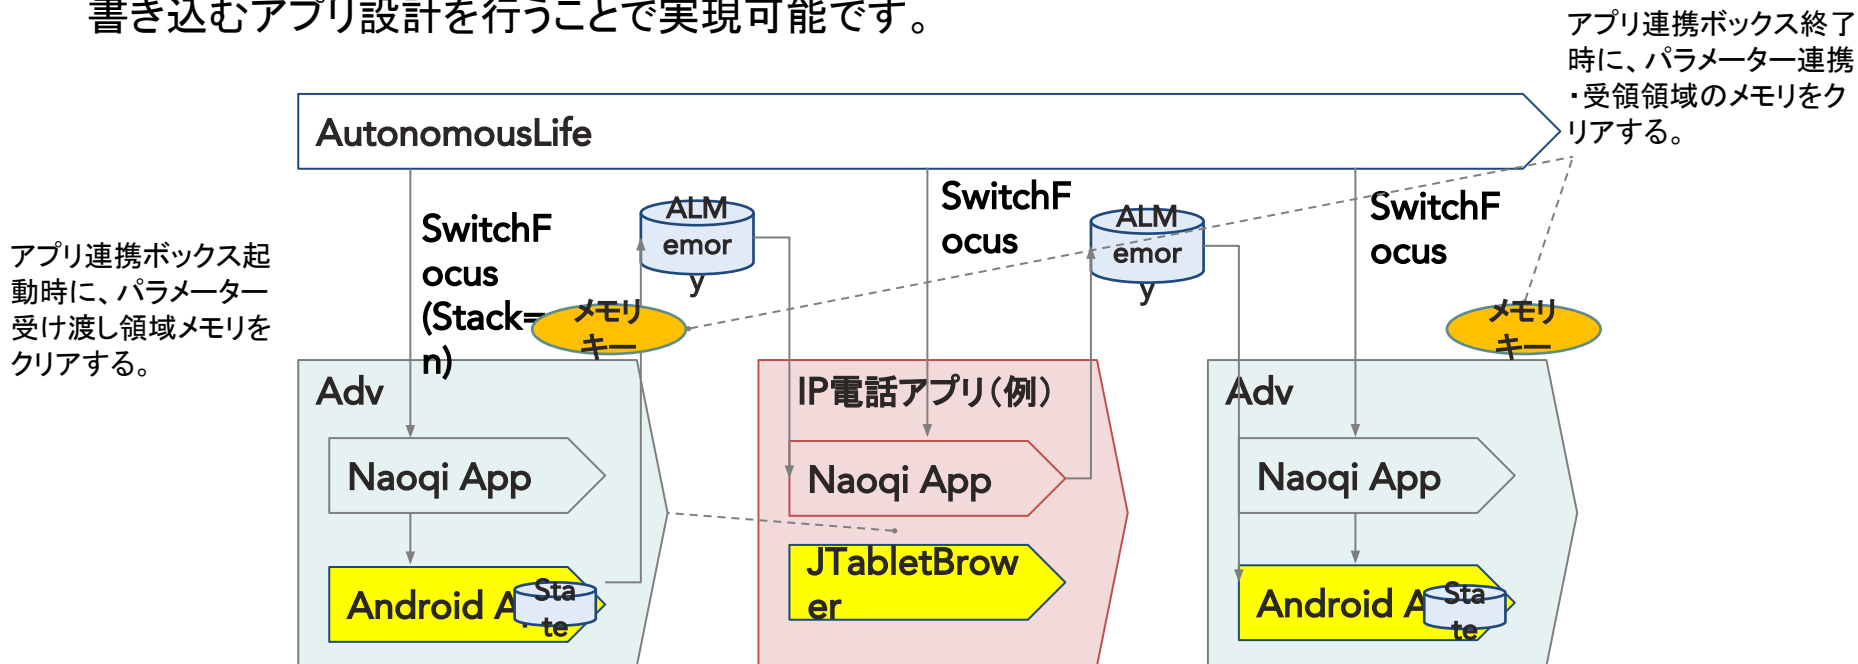 書き込むアプリ設計を行うことで実現可能です。
アプリ連携ボックス終了
時に、パラメーター連携
・受領領域のメモリをク
リアする。
AutonomousLife
SwitchF
ocus
(Stack=
n)
ALM
emor
y
SwitchF
ocus
ALM
emor
y
SwitchF
ocus
アプリ連携ボックス起
動時に、パラメーター
受け渡し領域メモリを
クリアする。
メモリ
キー
メモリ
キー
Adv
Naoqi App
Android A
Sta
te
IP電話アプリ（例）
Naoqi App
JTabletBrow
er
Adv
Naoqi App
Android A
Sta
te